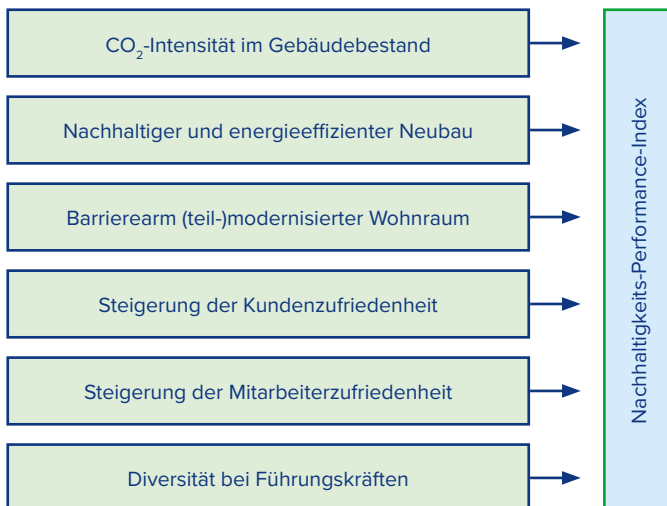 CO₂-Intensität im Gebäudebestand
Nachhaltiger und energieeffizienter Neubau
Barrierearm (teil-)modernisierter Wohnraum
Steigerung der Kundenzufriedenheit
Steigerung der Mitarbeiterzufriedenheit
Diversität bei Führungskräften
Nachhaltigkeits-Performance-Index